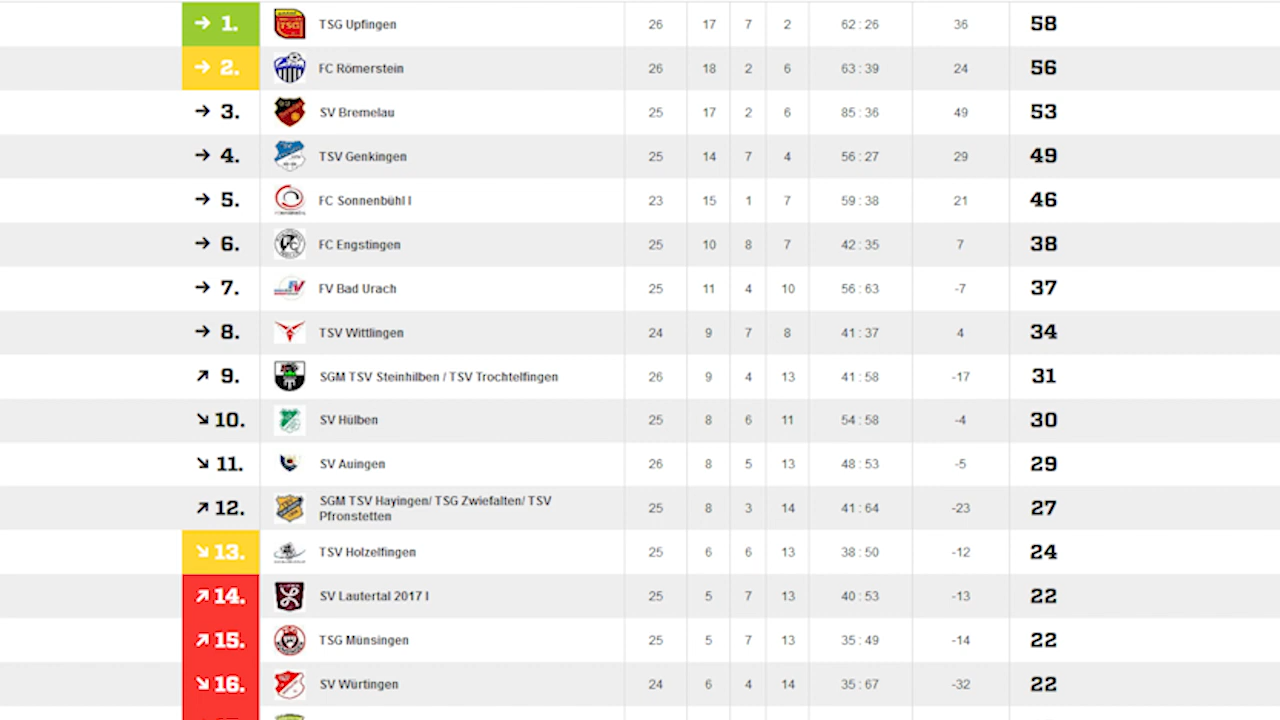 → 1. TSG Upfingen 26 17 7 2 62 : 26 36 58
→ 2. FC Römerstein 26 18 2 6 63 : 39 24 56
→ 3. SV Bremelau 25 17 2 6 85 : 36 49 53
→ 4. TSV Genkingen 25 14 7 4 56 : 27 29 49
→ 5. FC Sonnenbühl I 23 15 1 7 59 : 38 21 46
→ 6. FC Engstingen 25 10 8 7 42 : 35 7 38
→ 7. FV Bad Urach 25 11 4 10 56 : 63 -7 37
→ 8. TSV Wittlingen 24 9 7 8 41 : 37 4 34
↗ 9. SGM TSV Steinhilben / TSV Trochtelfingen 26 9 4 13 41 : 58 -17 31
↘ 10. SV Hülben 25 8 6 11 54 : 58 -4 30
↘ 11. SV Auingen 26 8 5 13 48 : 53 -5 29
↗ 12. SGM TSV Hayingen/ TSG Zwiefalten/ TSV
Pfronstetten 25 8 3 14 41 : 64 -23 27
↘ 13. TSV Holzelfingen 25 6 6 13 38 : 50 -12 24
↗ 14. SV Lautertal 2017 I 25 5 7 13 40 : 53 -13 22
↗ 15. TSG Münsingen 25 5 7 13 35 : 49 -14 22
↘ 16. SV Würtingen 24 6 4 14 35 : 67 -32 22